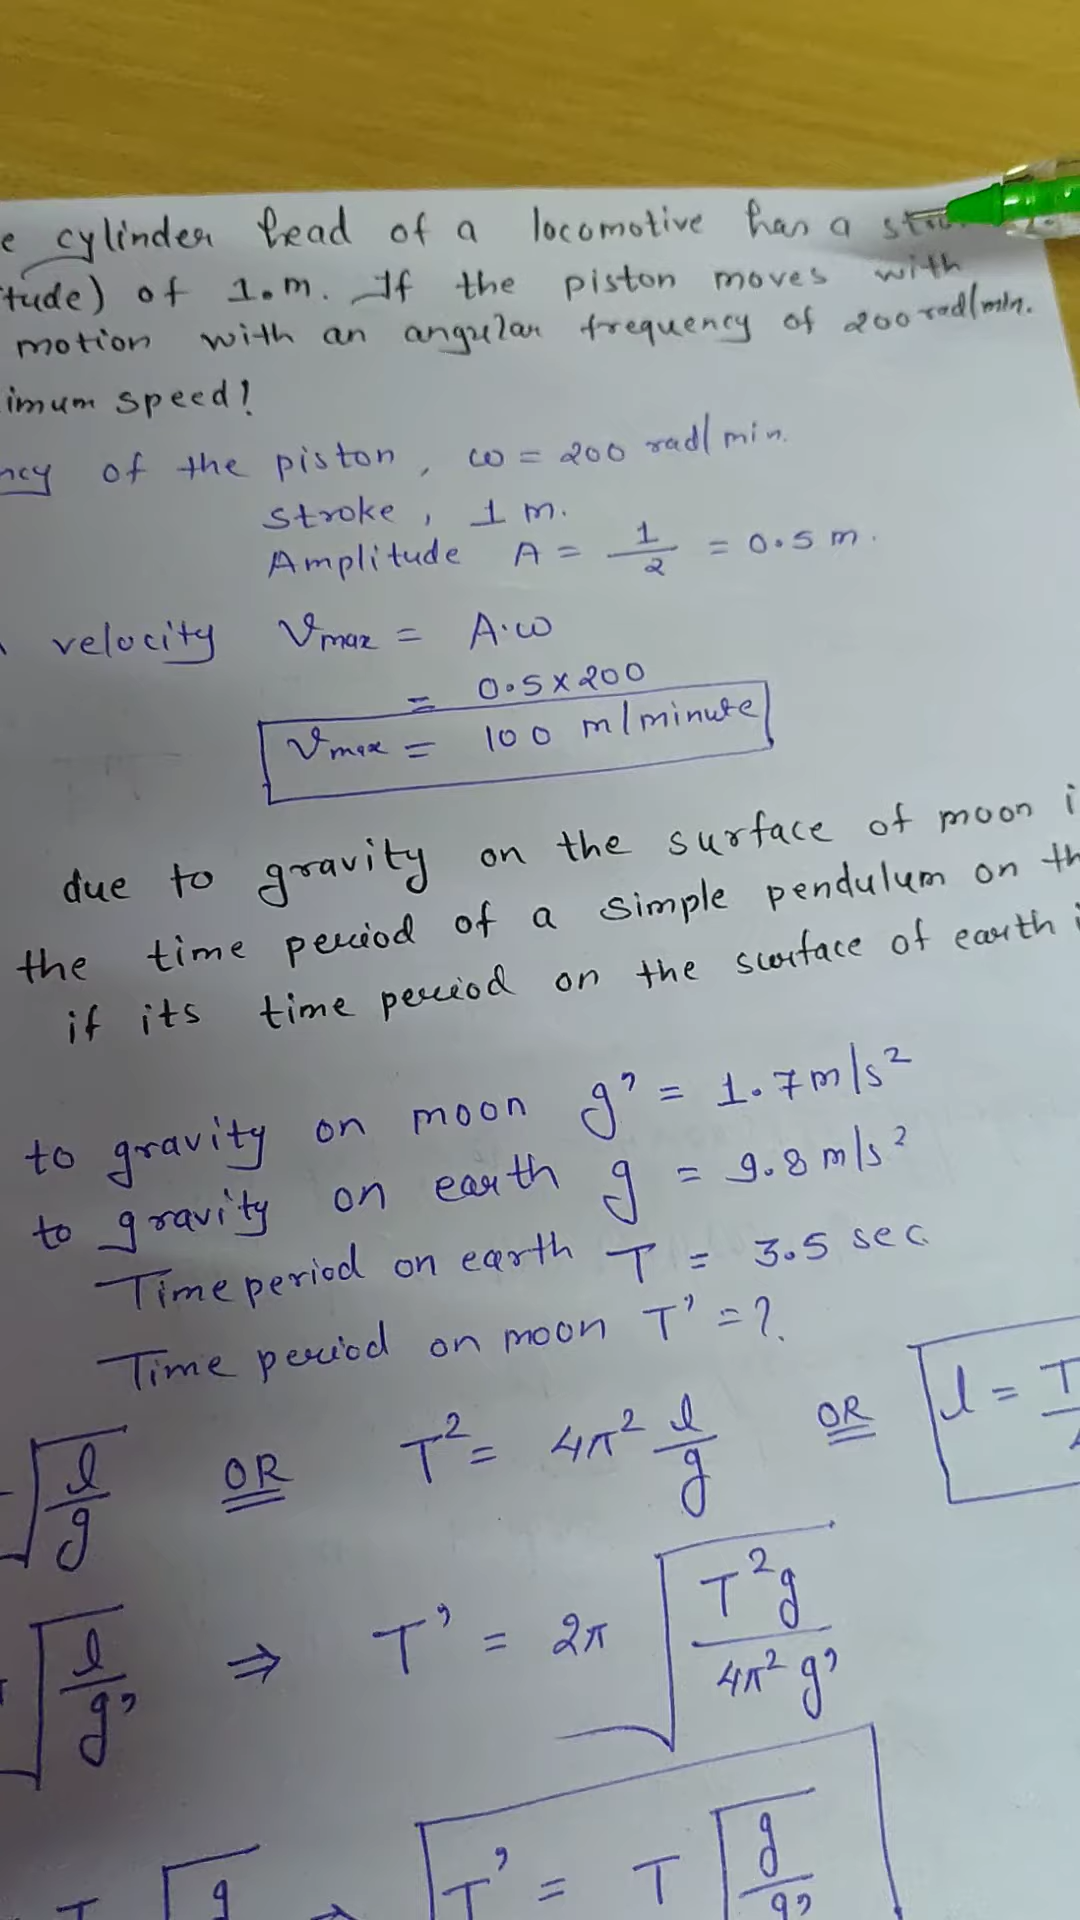 e cylinder head of a locomotive has a
tude) of 1.m. If the piston moves with
motion with an angular frequency of 200 rad/min.
imum speed!
ncy of the piston, ω = 200 rad/min.
stroke, 1 m.
Amplitude A = 1/2 = 0.5 m.
velocity Vmax = A.ω
= 0.5 x 200
Vmax = 100 m/minute
due to gravity on the surface of moon i
the time period of a simple pendulum on th
if its time period on the surface of earth i
to gravity on moon g' = 1.7 m/s²
to gravity on earth g = 9.8 m/s²
Time period on earth T = 3.5 sec
Time period on moon T' = ?.
√l/g OR T² = 4π² l/g OR l = T
√l/g' ⇒ T' = 2π √T²g/4π²g'
T √g ⇒ T' = T √g/g'